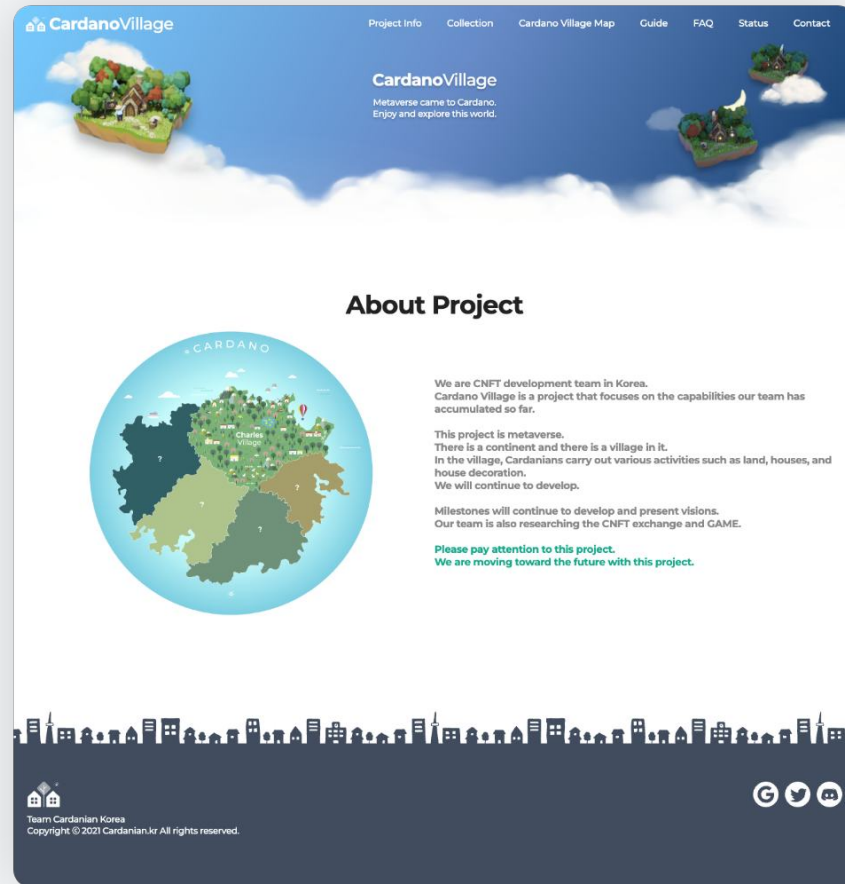 CardanoVillage
Project Info Collection Cardano Village Map Guide FAQ Status Contact
CardanoVillage
Metaverse came to Cardano.
Enjoy and explore this world.
About Project
CARDANO
Charles
Village
?
?
?
?
We are CNFT development team in Korea.
Cardano Village is a project that focuses on the capabilities our team has
accumulated so far.
This project is metaverse.
There is a continent and there is a village in it.
In the village, Cardanians carry out various activities such as land, houses, and
house decoration.
We will continue to develop.
Milestones will continue to develop and present visions.
Our team is also researching the CNFT exchange and GAME.
Please pay attention to this project.
We are moving toward the future with this project.
G
Team Cardanian Korea
Copyright © 2021 Cardanian.kr All rights reserved.